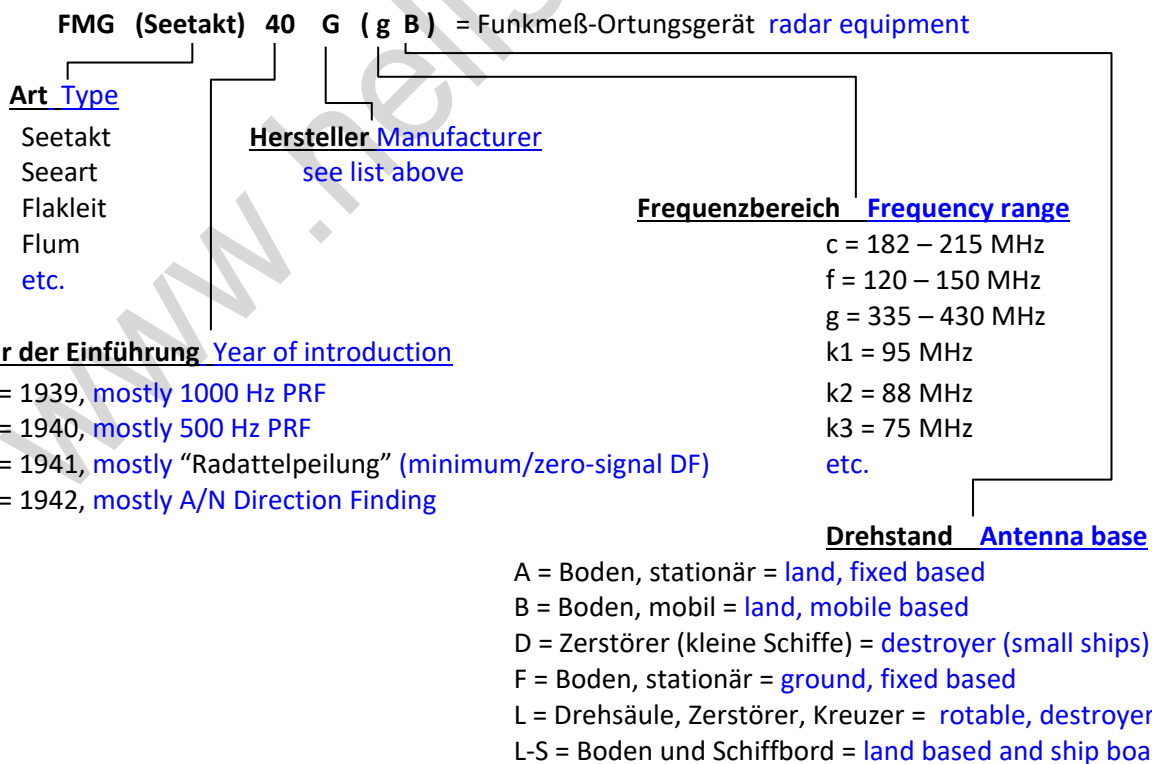 FMG (Seetakt) 40 G ( g B ) = Funkmeß-Ortungsgerät radar equipment
Art Type
Seetakt
Seeart
Flakleit
Flum
etc.
Hersteller Manufacturer
see list above
Frequenzbereich Frequency range
c = 182 – 215 MHz
f = 120 – 150 MHz
g = 335 – 430 MHz
k1 = 95 MHz
k2 = 88 MHz
k3 = 75 MHz
etc.
r der Einführung Year of introduction
= 1939, mostly 1000 Hz PRF
= 1940, mostly 500 Hz PRF
= 1941, mostly “Radattelpeilung” (minimum/zero-signal DF)
= 1942, mostly A/N Direction Finding
Drehstand Antenna base
A = Boden, stationär = land, fixed based
B = Boden, mobil = land, mobile based
D = Zerstörer (kleine Schiffe) = destroyer (small ships)
F = Boden, stationär = ground, fixed based
L = Drehsäule, Zerstörer, Kreuzer = rotable, destroyer
L-S = Boden und Schiffbord = land based and ship boa
www.hells